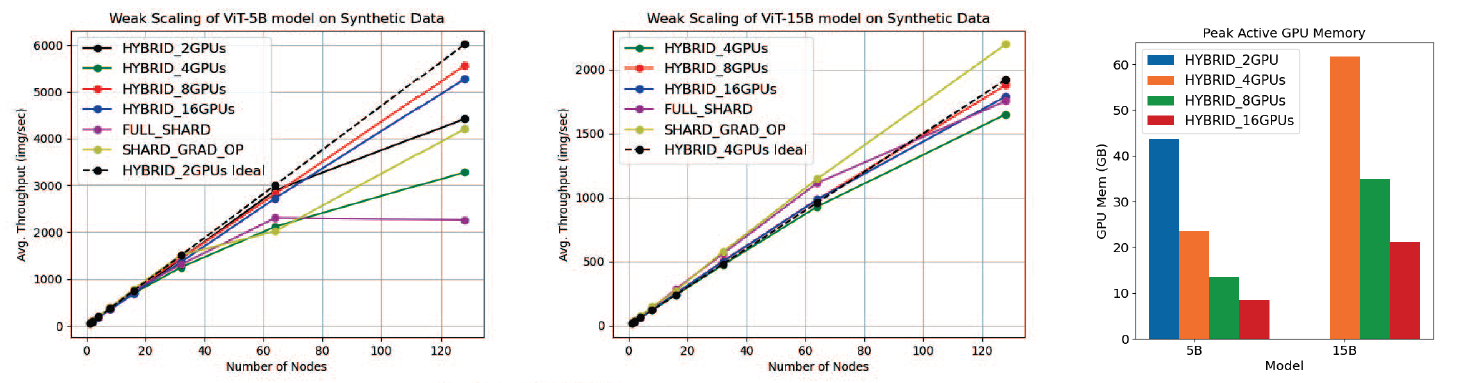 Weak Scaling of ViT-5B model on Synthetic Data
Avg. Throughput (img/sec)
6000
5000
4000
3000
2000
1000
0
HYBRID_2GPUs
HYBRID_4GPUs
HYBRID_8GPUs
HYBRID_16GPUs
FULL_SHARD
SHARD_GRAD_OP
HYBRID_2GPUs Ideal
0 20 40 60 80 100 120
Number of Nodes
Weak Scaling of ViT-15B model on Synthetic Data
Avg. Throughput (img/sec)
2000
1500
1000
500
0
HYBRID_4GPUs
HYBRID_8GPUs
HYBRID_16GPUs
FULL_SHARD
SHARD_GRAD_OP
HYBRID_4GPUs Ideal
0 20 40 60 80 100 120
Number of Nodes
Peak Active GPU Memory
GPU Mem (GB)
60
50
40
30
20
10
0
HYBRID_2GPU
HYBRID_4GPUs
HYBRID_8GPUs
HYBRID_16GPUs
5B 15B
Model